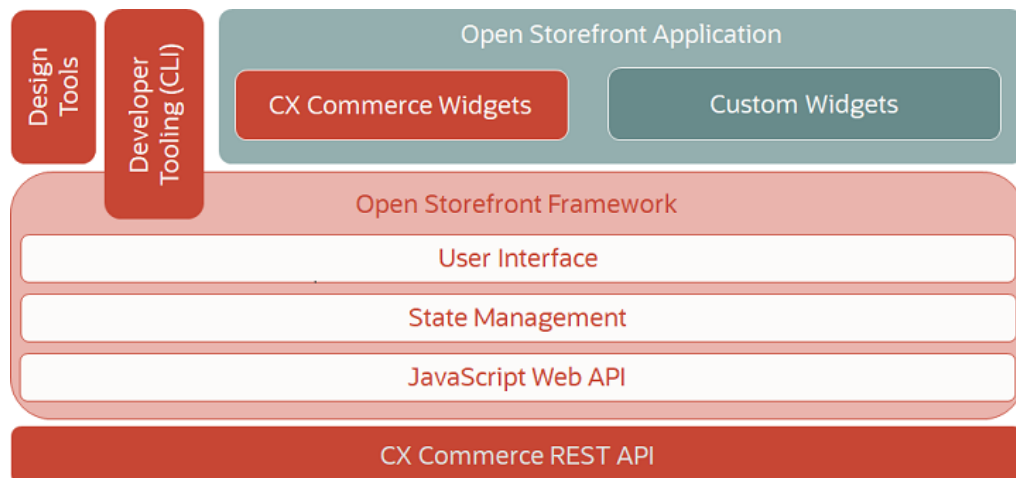 Design
Tools
Developer
Tooling (CLI)
Open Storefront Application
CX Commerce Widgets
Custom Widgets
Open Storefront Framework
User Interface
State Management
JavaScript Web API
CX Commerce REST API